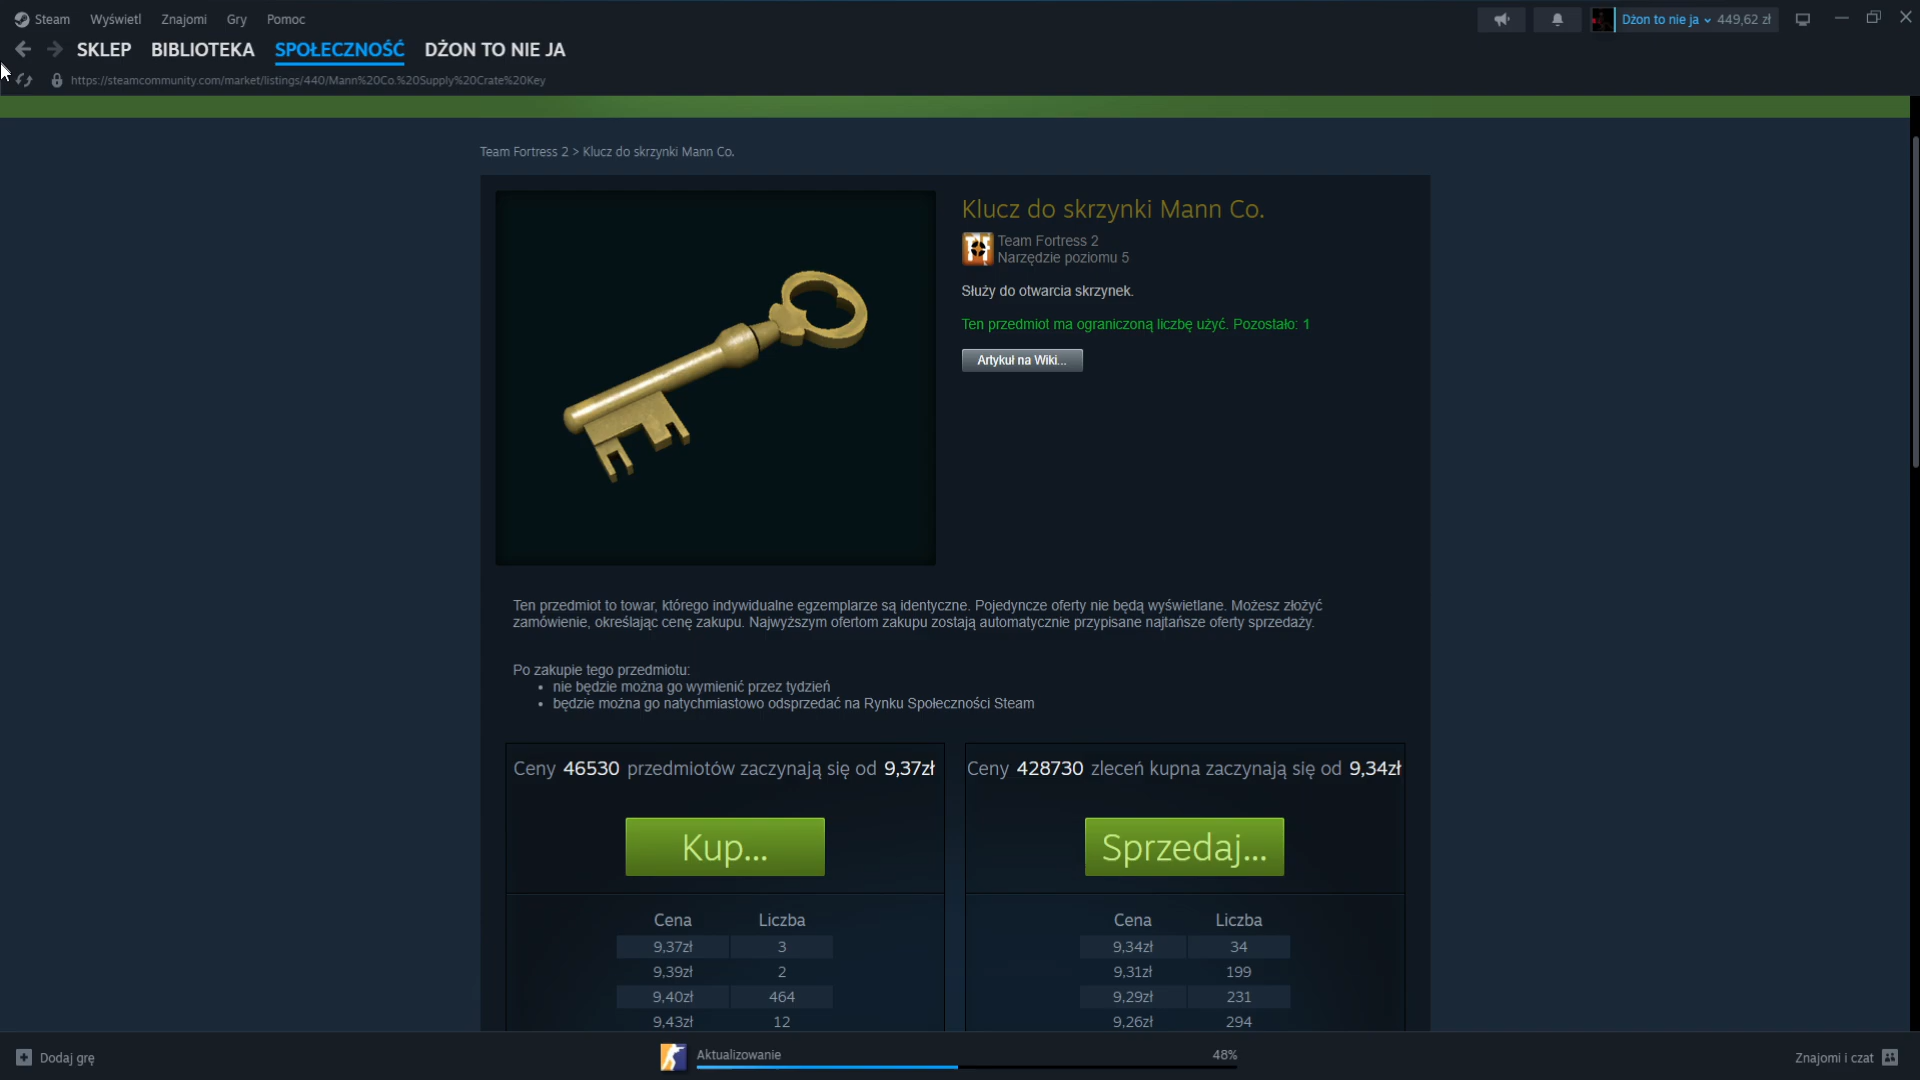 Steam Wyświetl Znajomi Gry Pomoc
Dżon to nie ja 449,62 zł
SKLEP BIBLIOTEKA SPOŁECZNOŚĆ DŻON TO NIE JA
https://steamcommunity.com/market/listings/440/Mann%20Co.%20Supply%20Crate%20Key
Team Fortress 2 > Klucz do skrzynki Mann Co.
Klucz do skrzynki Mann Co.
Team Fortress 2
Narzędzie poziomu 5
Służy do otwarcia skrzynek.
Ten przedmiot ma ograniczoną liczbę użyć. Pozostało: 1
Artykuł na Wiki...
Ten przedmiot to towar, którego indywidualne egzemplarze są identyczne. Pojedyncze oferty nie będą wyświetlane. Możesz złożyć
zamówienie, określając cenę zakupu. Najwyższym ofertom zakupu zostają automatycznie przypisane najtańsze oferty sprzedaży.
Po zakupie tego przedmiotu:
• nie będzie można go wymienić przez tydzień
• będzie można go natychmiastowo odsprzedać na Rynku Społeczności Steam
Ceny 46530 przedmiotów zaczynają się od 9,37zł
Kup...
Cena Liczba
9,37zł 3
9,39zł 2
9,40zł 464
9,43zł 12
Ceny 428730 zleceń kupna zaczynają się od 9,34zł
Sprzedaj...
Cena Liczba
9,34zł 34
9,31zł 199
9,29zł 231
9,26zł 294
Dodaj grę
Aktualizowanie 48%
Znajomi i czat